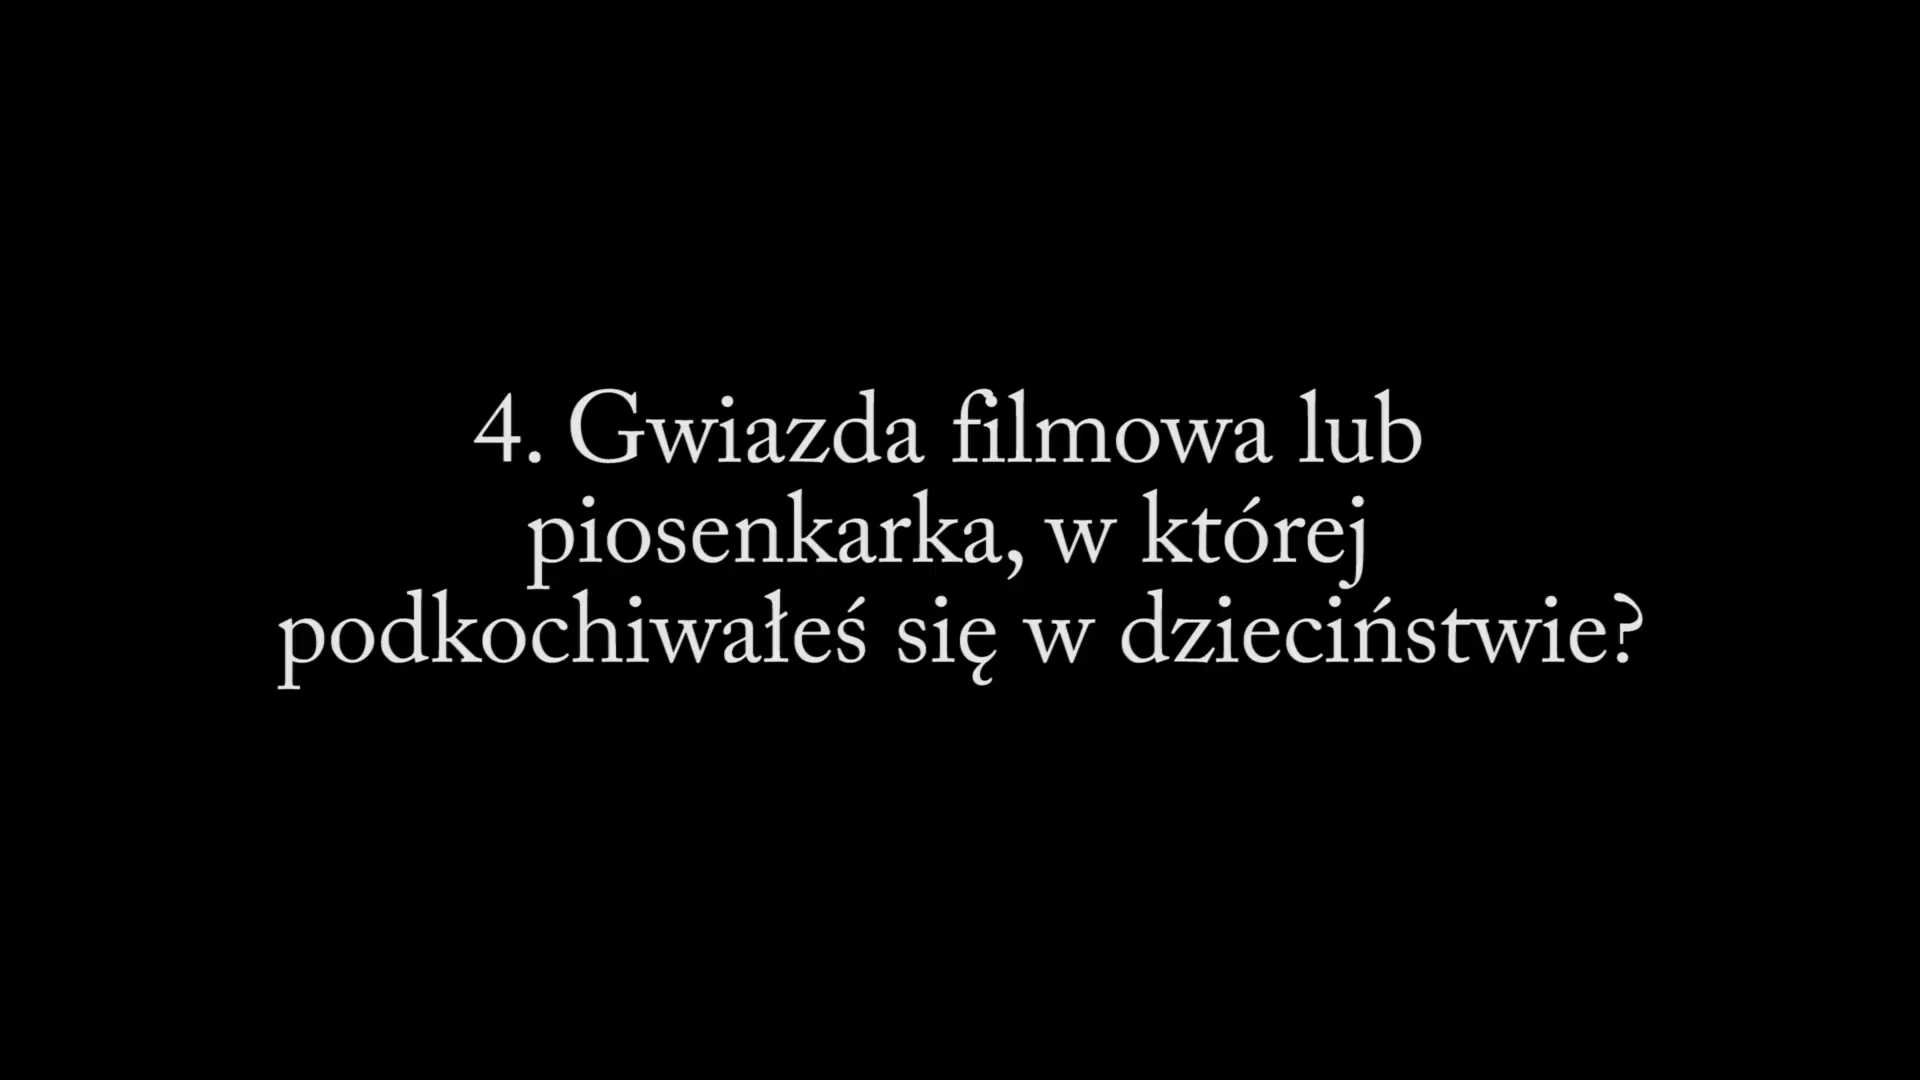 4. Gwiazda filmowa lub
piosenkarka, w której
podkochiwałeś się w dzieciństwie?